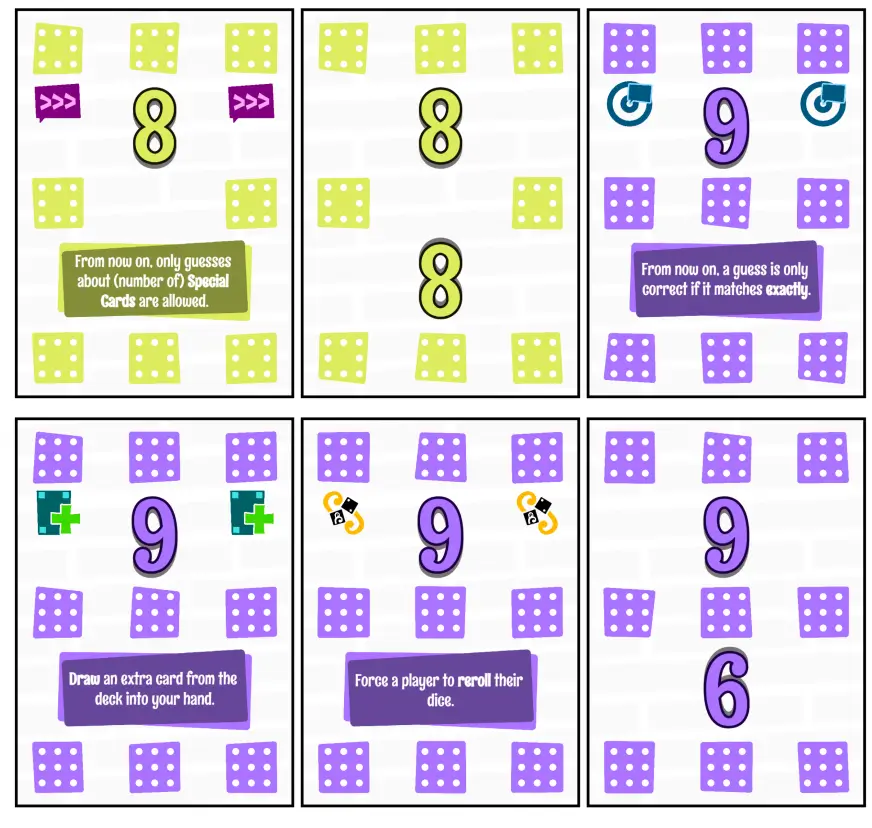 >>>
>>>
8
From now on, only guesses
about (number of) Special
Cards are allowed.
8
8
9
From now on, a guess is only
correct if it matches exactly.
9
Draw an extra card from the
deck into your hand.
9
Force a player to reroll their
dice.
9
6